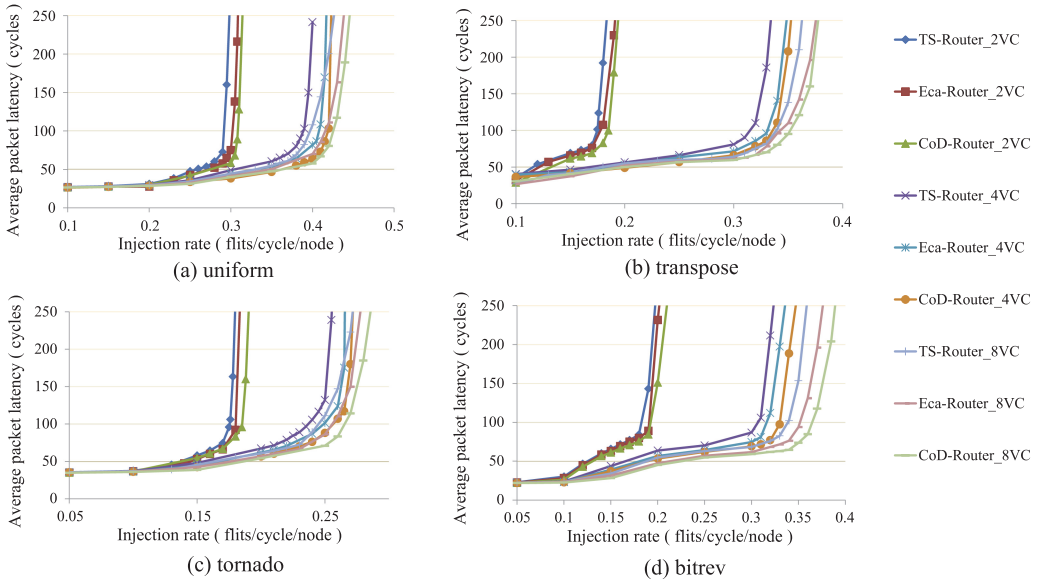 Average packet latency ( cycles )
250
200
150
100
50
0
0.1
0.2
0.3
0.4
0.5
Injection rate ( flits/cycle/node )
(a) uniform
Average packet latency ( cycles )
250
200
150
100
50
0
0.1
0.2
0.3
0.4
Injection rate ( flits/cycle/node )
(b) transpose
Average packet latency ( cycles )
250
200
150
100
50
0
0.05
0.15
0.25
Injection rate ( flits/cycle/node )
(c) tornado
Average packet latency ( cycles )
250
200
150
100
50
0
0.05
0.1
0.15
0.2
0.25
0.3
0.35
0.4
Injection rate ( flits/cycle/node )
(d) bitrev
TS-Router_2VC
Eca-Router_2VC
CoD-Router_2VC
TS-Router_4VC
Eca-Router_4VC
CoD-Router_4VC
TS-Router_8VC
Eca-Router_8VC
CoD-Router_8VC